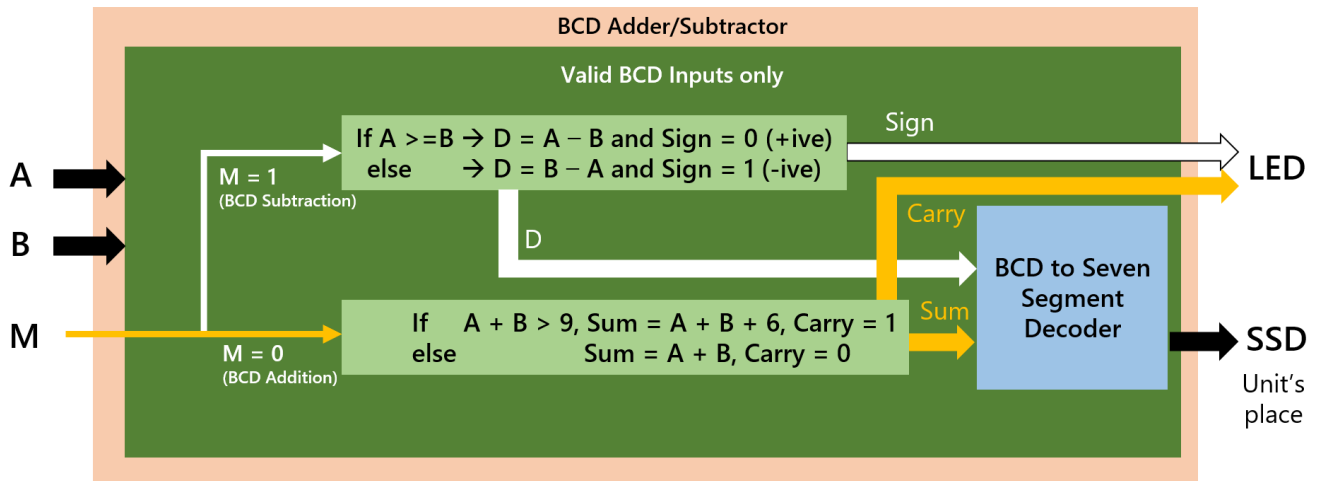 BCD Adder/Subtractor
Valid BCD Inputs only
If A >=B → D = A – B and Sign = 0 (+ive)
else → D = B – A and Sign = 1 (-ive)
Sign
LED
A
M = 1
(BCD Subtraction)
Carry
B
D
BCD to Seven
Segment
Decoder
Sum
If A + B > 9, Sum = A + B + 6, Carry = 1
else Sum = A + B, Carry = 0
M
M = 0
(BCD Addition)
SSD
Unit's
place